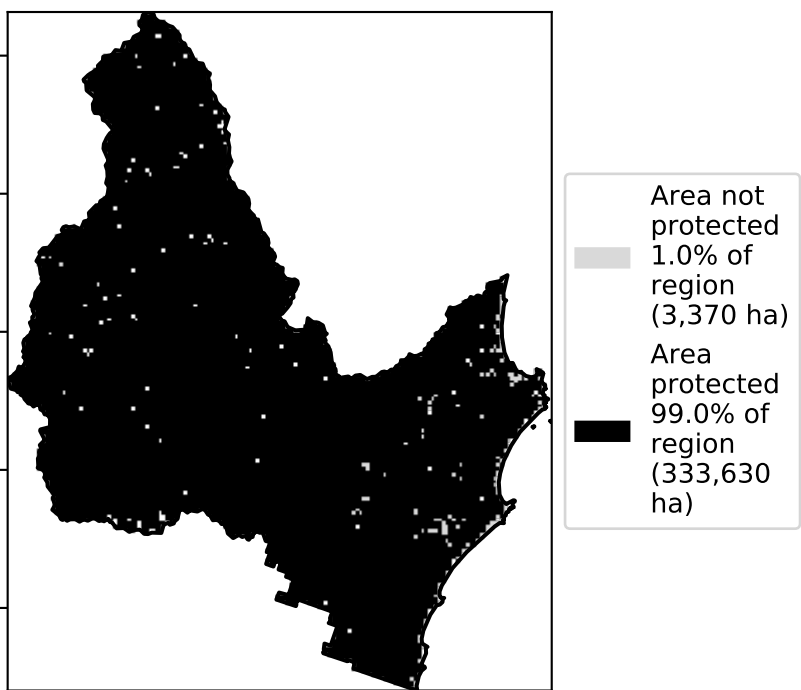 Area not
protected
1.0% of
region
(3,370 ha)
Area
protected
99.0% of
region
(333,630
ha)